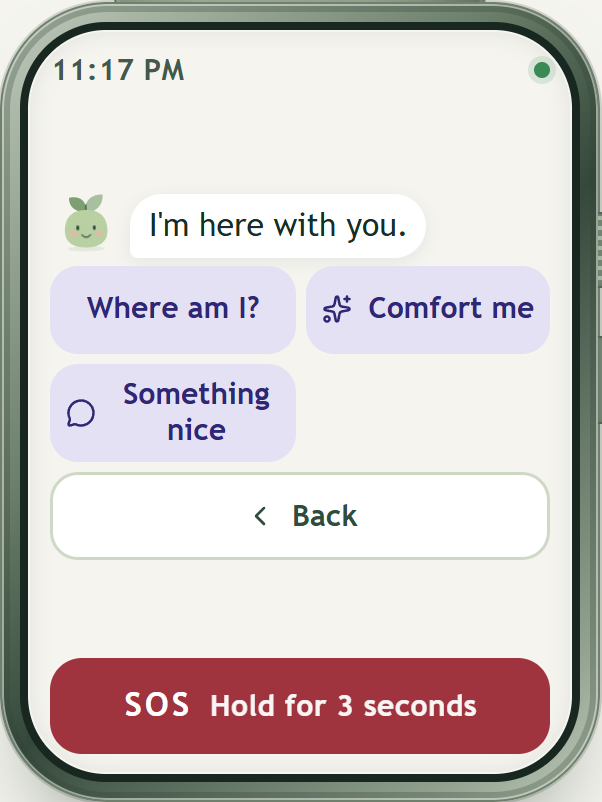 11:17 PM
I'm here with you.
Where am I?
Comfort me
Something
nice
Back
SOS Hold for 3 seconds